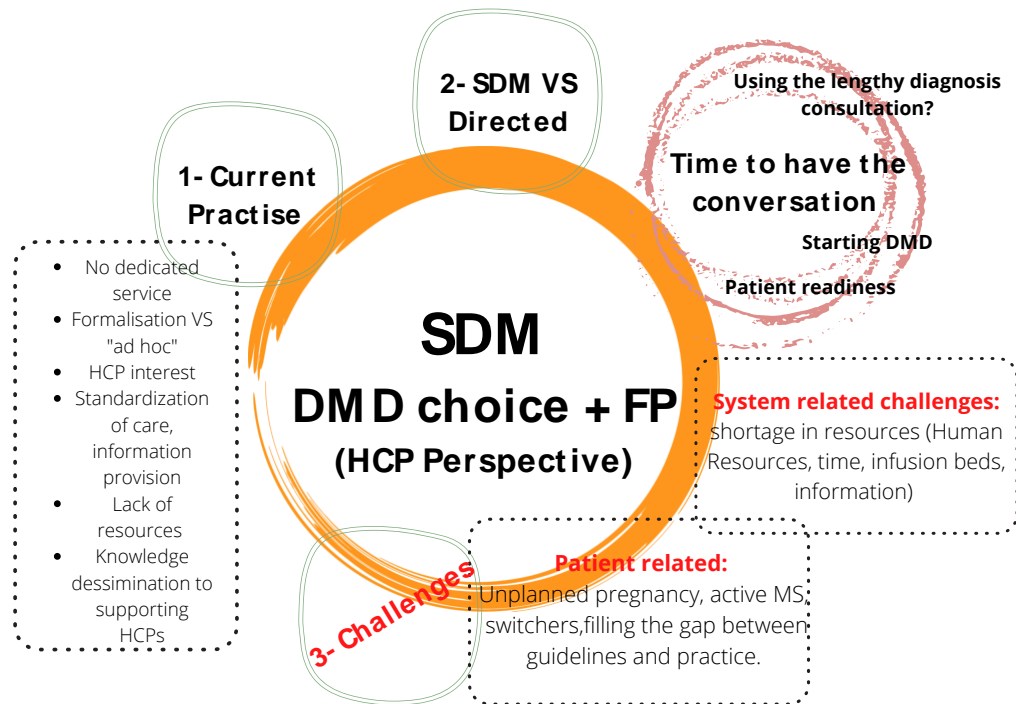 2- SDM VS
Directed
1- Current
Practise
Using the lengthy diagnosis
consultation?
Time to have the
conversation
Starting DMD
Patient readiness
• No dedicated
service
• Formalisation VS
"ad hoc"
• HCP interest
• Standardization
of care,
information
provision
• Lack of
resources
• Knowledge
dessimination to
supporting
HCPs
SDM
DMD choice + FP
(HCP Perspective)
System related challenges:
shortage in resources (Human
Resources, time, infusion beds,
information)
3- Challenges
Patient related:
Unplanned pregnancy, active MS,
switchers,filling the gap between
guidelines and practice.